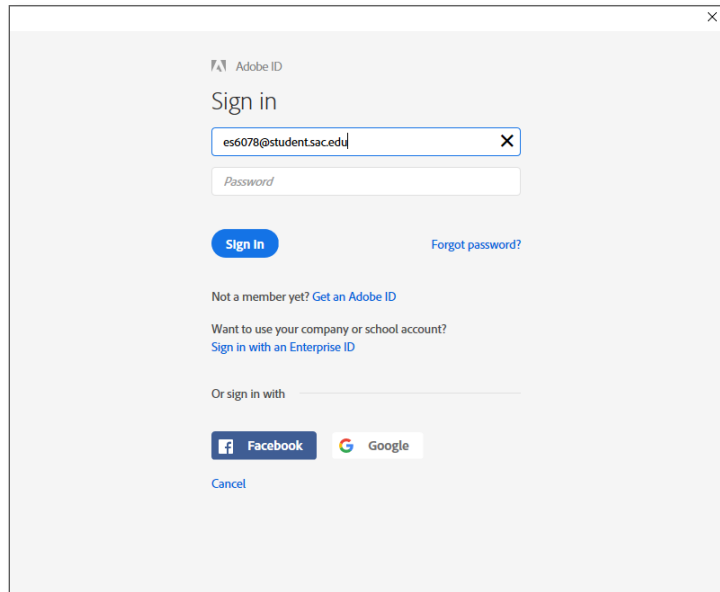 Adobe ID
Sign in
es6078@student.sac.edu
Password
Sign In
Forgot password?
Not a member yet? Get an Adobe ID
Want to use your company or school account?
Sign in with an Enterprise ID
Or sign in with
Facebook
Google
Cancel